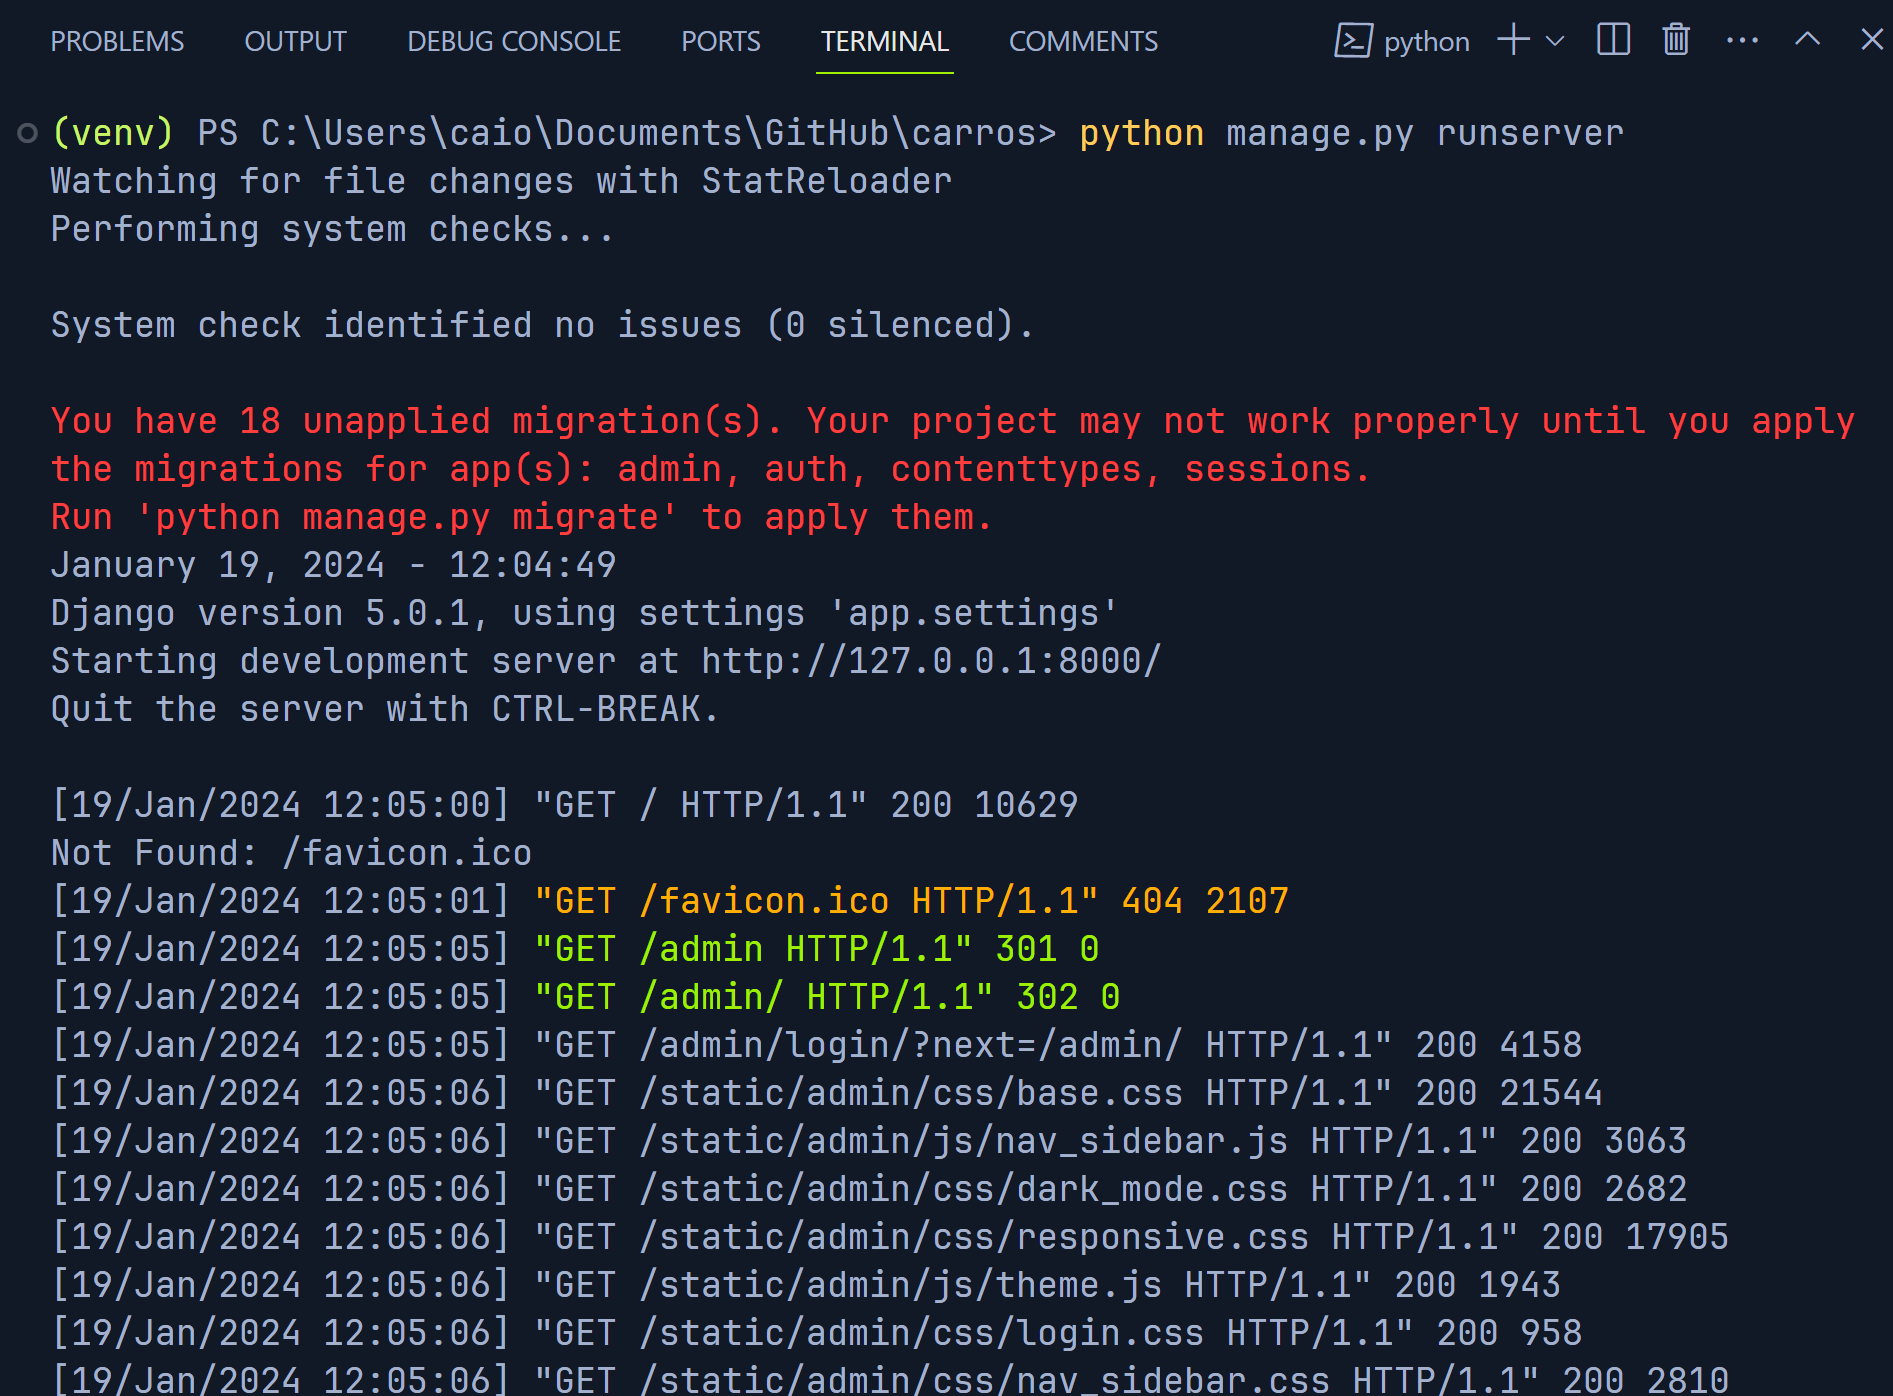 PROBLEMS OUTPUT DEBUG CONSOLE PORTS TERMINAL COMMENTS python
(venv) PS C:\Users\caio\Documents\GitHub\carros> python manage.py runserver
Watching for file changes with StatReloader
Performing system checks...
System check identified no issues (0 silenced).
You have 18 unapplied migration(s). Your project may not work properly until you apply
the migrations for app(s): admin, auth, contenttypes, sessions.
Run 'python manage.py migrate' to apply them.
January 19, 2024 - 12:04:49
Django version 5.0.1, using settings 'app.settings'
Starting development server at http://127.0.0.1:8000/
Quit the server with CTRL-BREAK.
[19/Jan/2024 12:05:00] "GET / HTTP/1.1" 200 10629
Not Found: /favicon.ico
[19/Jan/2024 12:05:01] "GET /favicon.ico HTTP/1.1" 404 2107
[19/Jan/2024 12:05:05] "GET /admin HTTP/1.1" 301 0
[19/Jan/2024 12:05:05] "GET /admin/ HTTP/1.1" 302 0
[19/Jan/2024 12:05:05] "GET /admin/login/?next=/admin/ HTTP/1.1" 200 4158
[19/Jan/2024 12:05:06] "GET /static/admin/css/base.css HTTP/1.1" 200 21544
[19/Jan/2024 12:05:06] "GET /static/admin/js/nav_sidebar.js HTTP/1.1" 200 3063
[19/Jan/2024 12:05:06] "GET /static/admin/css/dark_mode.css HTTP/1.1" 200 2682
[19/Jan/2024 12:05:06] "GET /static/admin/css/responsive.css HTTP/1.1" 200 17905
[19/Jan/2024 12:05:06] "GET /static/admin/js/theme.js HTTP/1.1" 200 1943
[19/Jan/2024 12:05:06] "GET /static/admin/css/login.css HTTP/1.1" 200 958
[19/Jan/2024 12:05:06] "GET /static/admin/css/nav_sidebar.css HTTP/1.1" 200 2810